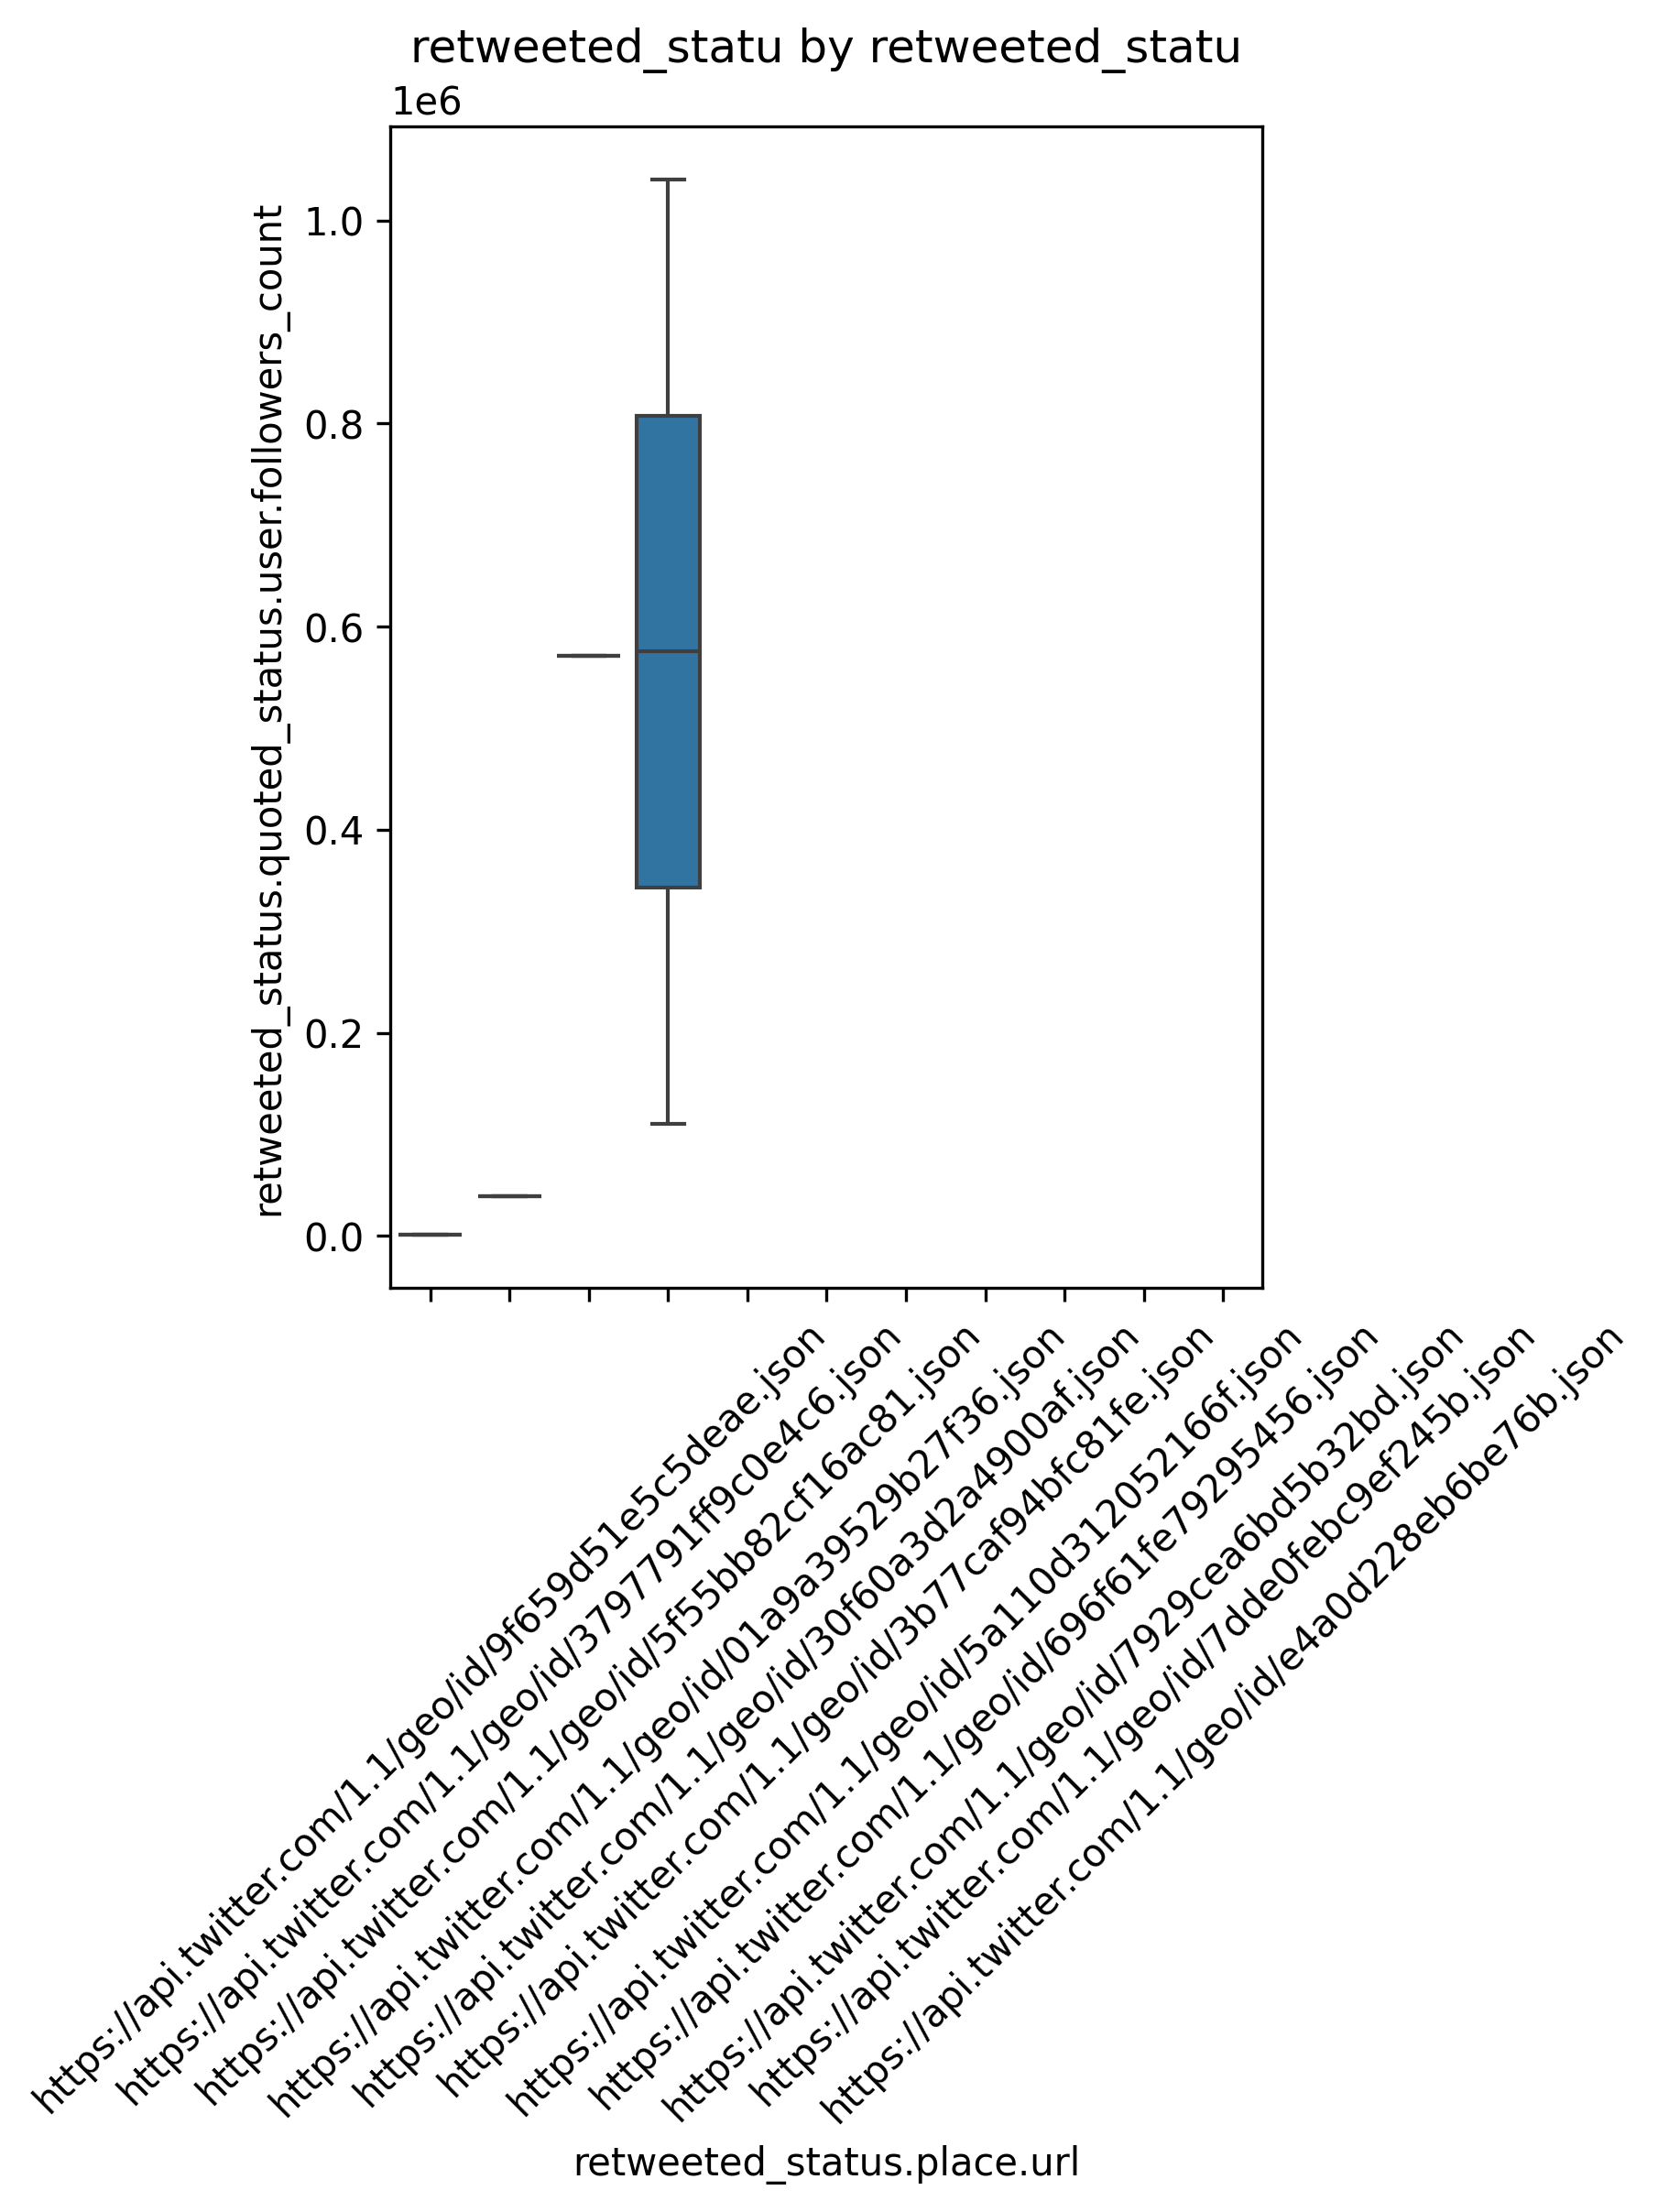 retweeted_statu by retweeted_statu
1e6
1.0
0.8
0.6
0.4
0.2
0.0
retweeted_status.quoted_status.user.followers_count
https://api.twitter.com/1.1/geo/id/9f659d51e5c5deae.json
https://api.twitter.com/1.1/geo/id/379791ff9c0e4c6.json
https://api.twitter.com/1.1/geo/id/5f55bb82cf16ac81.json
https://api.twitter.com/1.1/geo/id/01a9a39529b27f36.json
https://api.twitter.com/1.1/geo/id/30f60a3d2a4900af.json
https://api.twitter.com/1.1/geo/id/3b77caf94bfc81fe.json
https://api.twitter.com/1.1/geo/id/5a110d312052166f.json
https://api.twitter.com/1.1/geo/id/696f61fe79295456.json
https://api.twitter.com/1.1/geo/id/7929cea6bd5b32bd.json
https://api.twitter.com/1.1/geo/id/7dde0febc9ef245b.json
https://api.twitter.com/1.1/geo/id/e4a0d228eb6be76b.json
retweeted_status.place.url